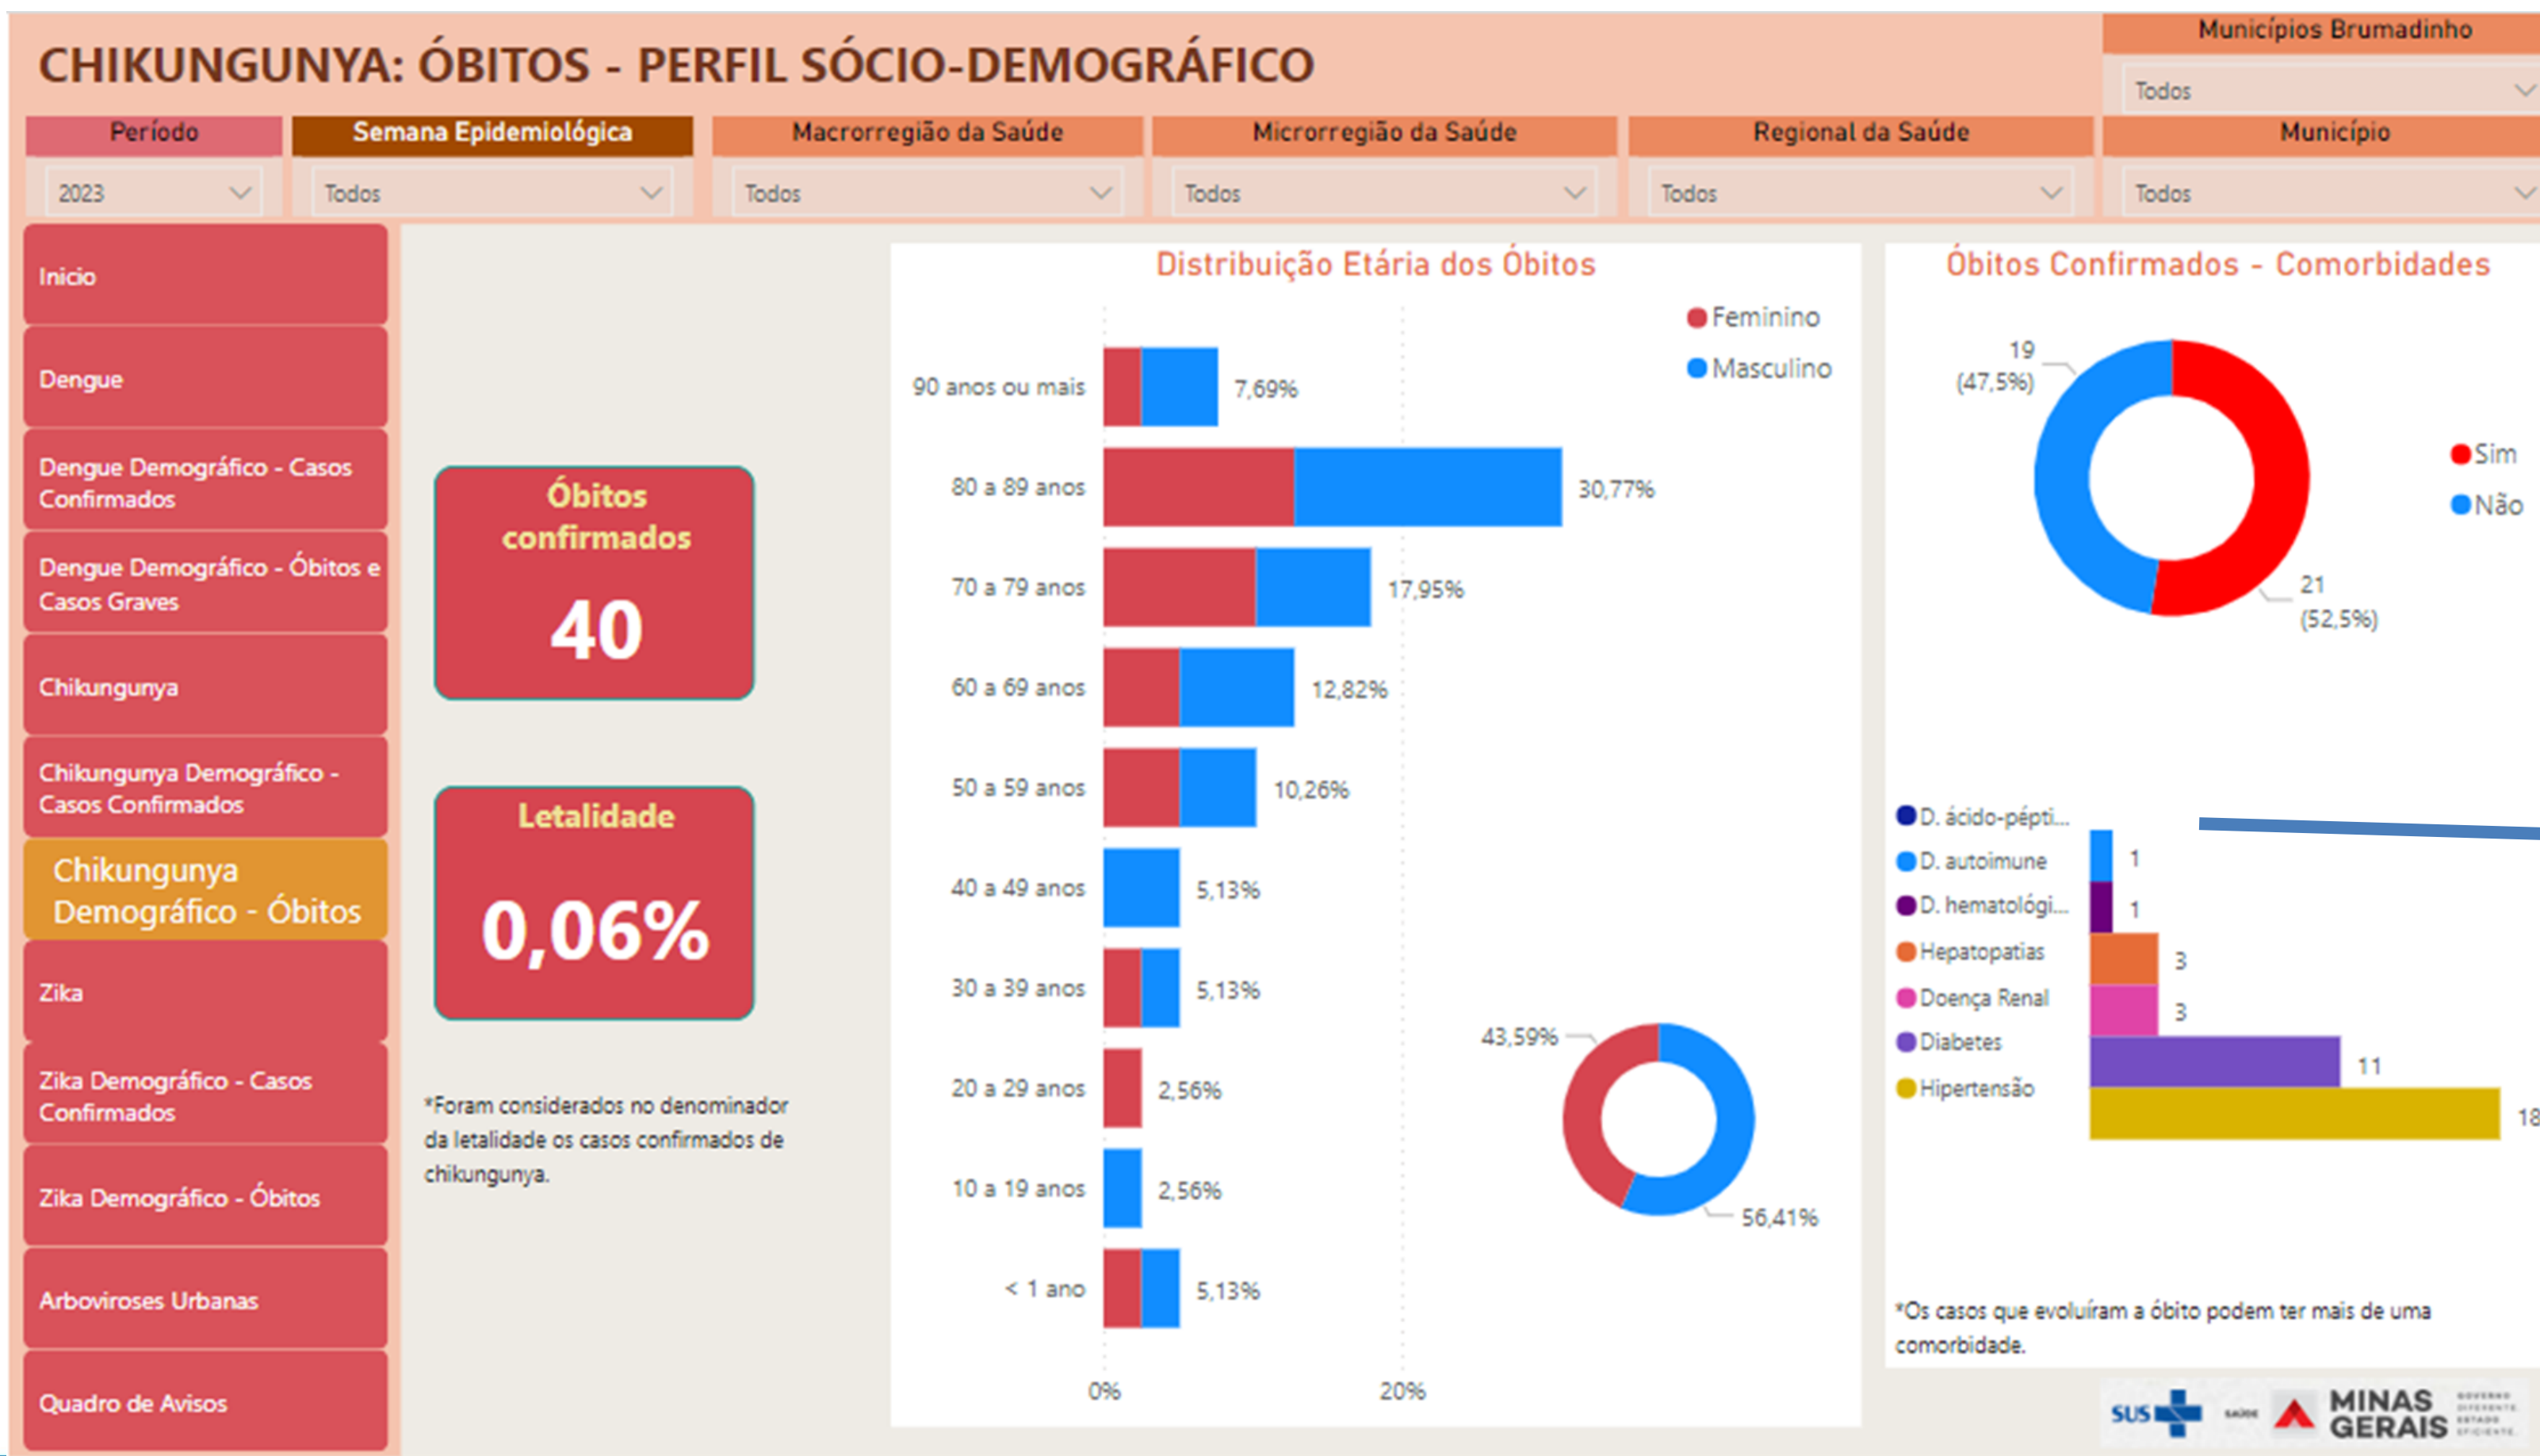 CHIKUNGUNYA: ÓBITOS - PERFIL SÓCIO-DEMOGRÁFICO
Municípios Brumadinho
Todos
Período
2023
Semana Epidemiológica
Todos
Macrorregião da Saúde
Todos
Microrregião da Saúde
Todos
Regional da Saúde
Todos
Município
Todos
Inicio
Dengue
Dengue Demográfico - Casos
Confirmados
Dengue Demográfico - Óbitos e
Casos Graves
Chikungunya
Chikungunya Demográfico -
Casos Confirmados
Chikungunya
Demográfico - Óbitos
Zika
Zika Demográfico - Casos
Confirmados
Zika Demográfico - Óbitos
Arboviroses Urbanas
Quadro de Avisos
Óbitos
confirmados
40
Letalidade
0,06%
*Foram considerados no denominador
da letalidade os casos confirmados de
chikungunya.
Distribuição Etária dos Óbitos
Feminino
Masculino
90 anos ou mais 7,69%
80 a 89 anos 30,77%
70 a 79 anos 17,95%
60 a 69 anos 12,82%
50 a 59 anos 10,26%
40 a 49 anos 5,13%
30 a 39 anos 5,13%
20 a 29 anos 2,56%
10 a 19 anos 2,56%
< 1 ano 5,13%
0% 20%
43,59%
56,41%
Óbitos Confirmados - Comorbidades
19
(47,5%)
Sim
Não
21
(52,5%)
D. ácido-pépti...
D. autoimune 1
D. hematológi... 1
Hepatopatias 3
Doença Renal 3
Diabetes 11
Hipertensão 18
*Os casos que evoluíram a óbito podem ter mais de uma
comorbidade.
SUS
SAÚDE
MINAS
GERAIS
GOVERNO
DIFERENTE.
ESTADO
EFICIENTE.